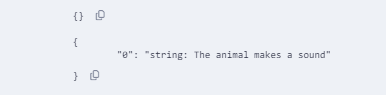 {}
{
"0": "string: The animal makes a sound"
}